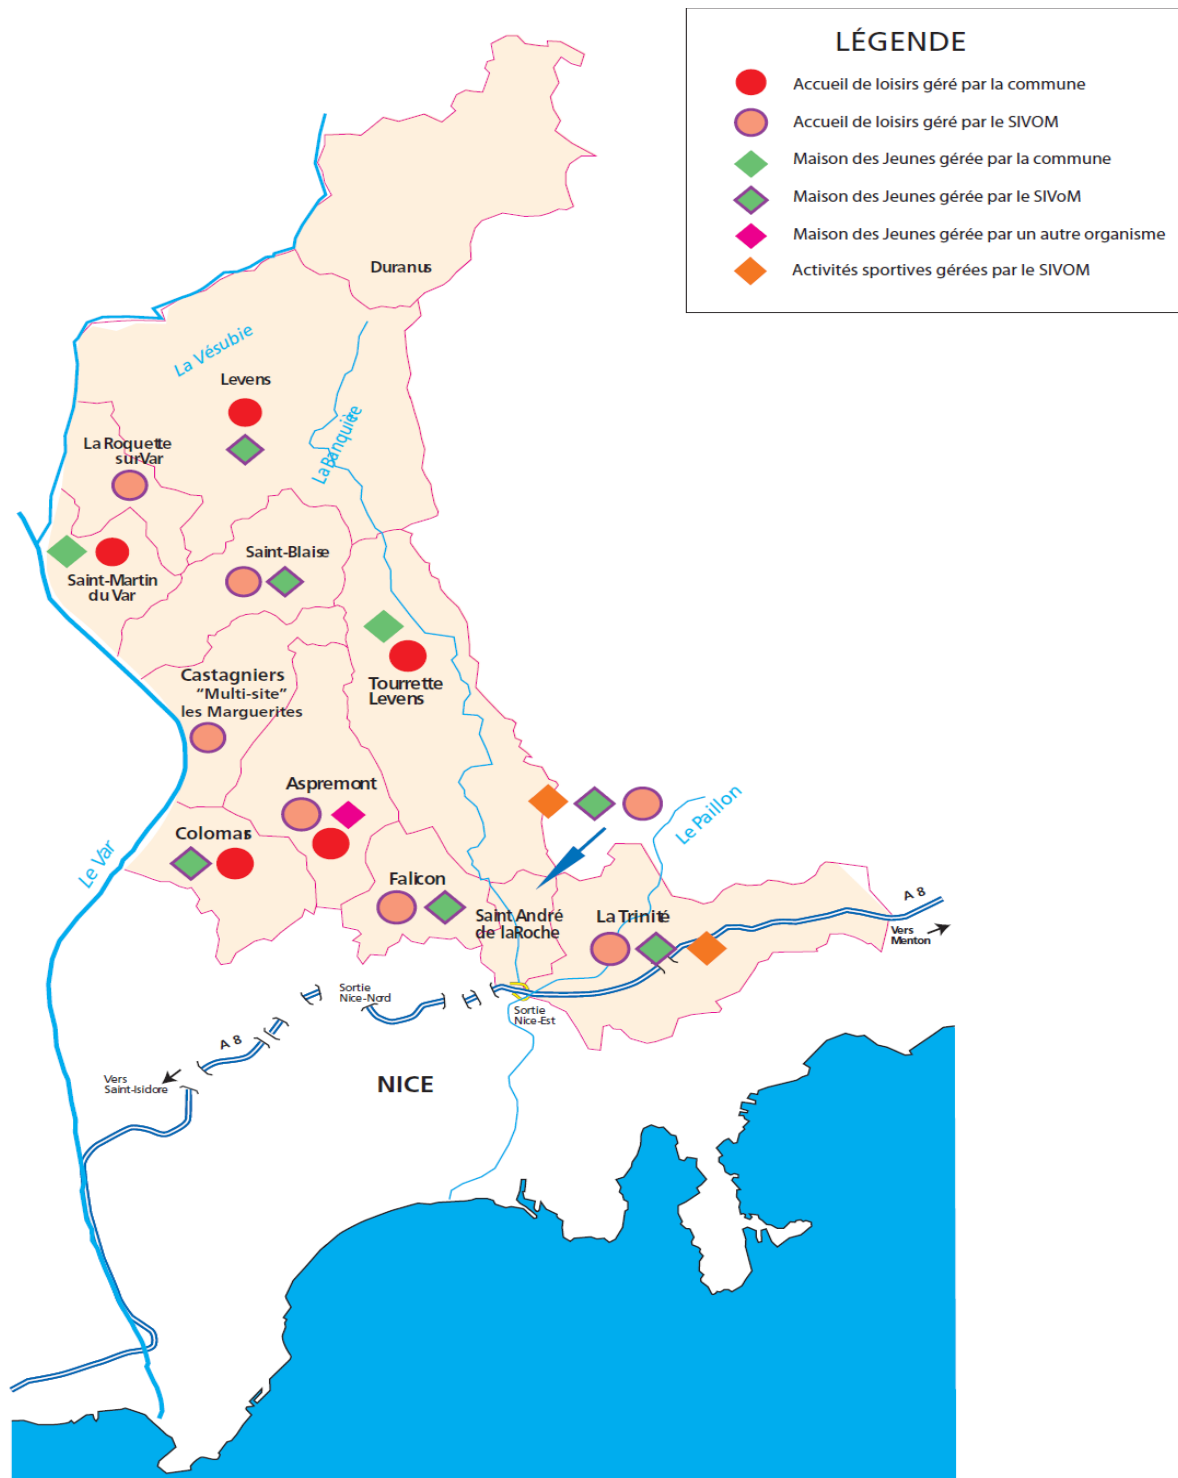 LÉGENDE
Accueil de loisirs géré par la commune
Accueil de loisirs géré par le SIVOM
Maison des Jeunes gérée par la commune
Maison des Jeunes gérée par le SIVoM
Maison des Jeunes gérée par un autre organisme
Activités sportives gérées par le SIVOM
Duranus
La Vésubie
Levens
La Banquière
La Roquette
sur-Var
Saint-Blaise
Saint-Martin
du Var
Castagniers
"Multi-site"
les Marguerites
Tourrette
Levens
Aspremont
Le Paillon
Colomars
Le Var
Falicon
Saint André
de la Roche
La Trinité
A 8
Vers
Menton
Sortie
Nice-Nord
Sortie
Nice-Est
A 8
Vers
Saint-Isidore
NICE